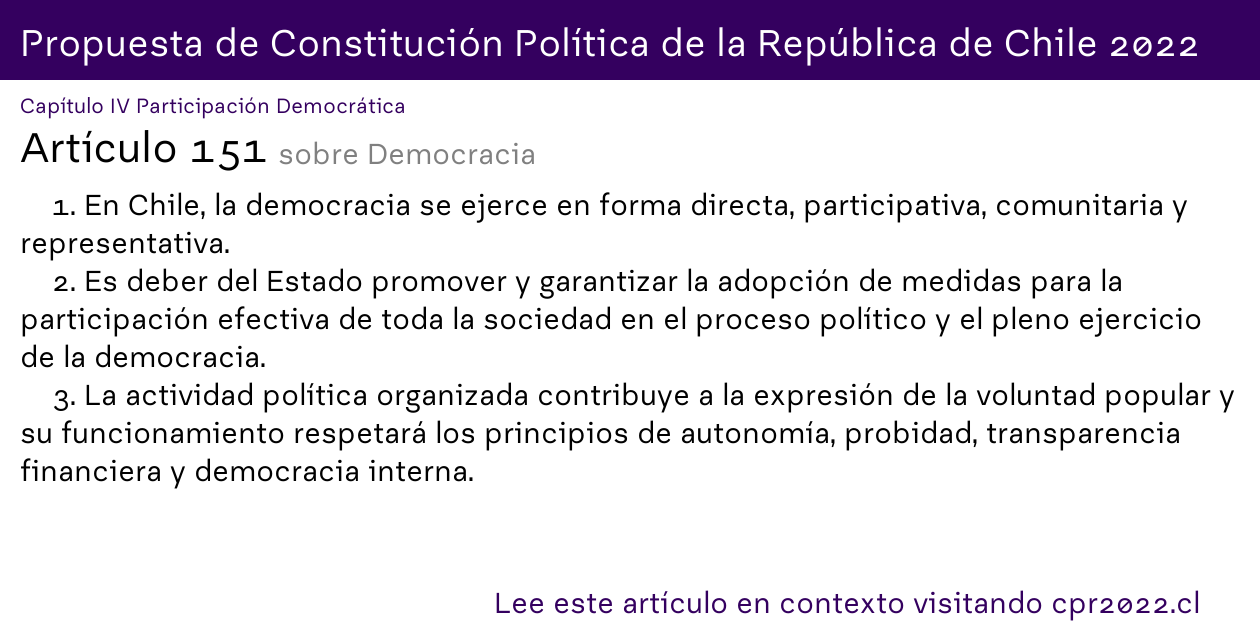 Propuesta de Constitución Política de la República de Chile 2022
Capítulo IV Participación Democrática
Artículo 151 sobre Democracia
1. En Chile, la democracia se ejerce en forma directa, participativa, comunitaria y
representativa.
2. Es deber del Estado promover y garantizar la adopción de medidas para la
participación efectiva de toda la sociedad en el proceso político y el pleno ejercicio
de la democracia.
3. La actividad política organizada contribuye a la expresión de la voluntad popular y
su funcionamiento respetará los principios de autonomía, probidad, transparencia
financiera y democracia interna.
Lee este artículo en contexto visitando cpr2022.cl